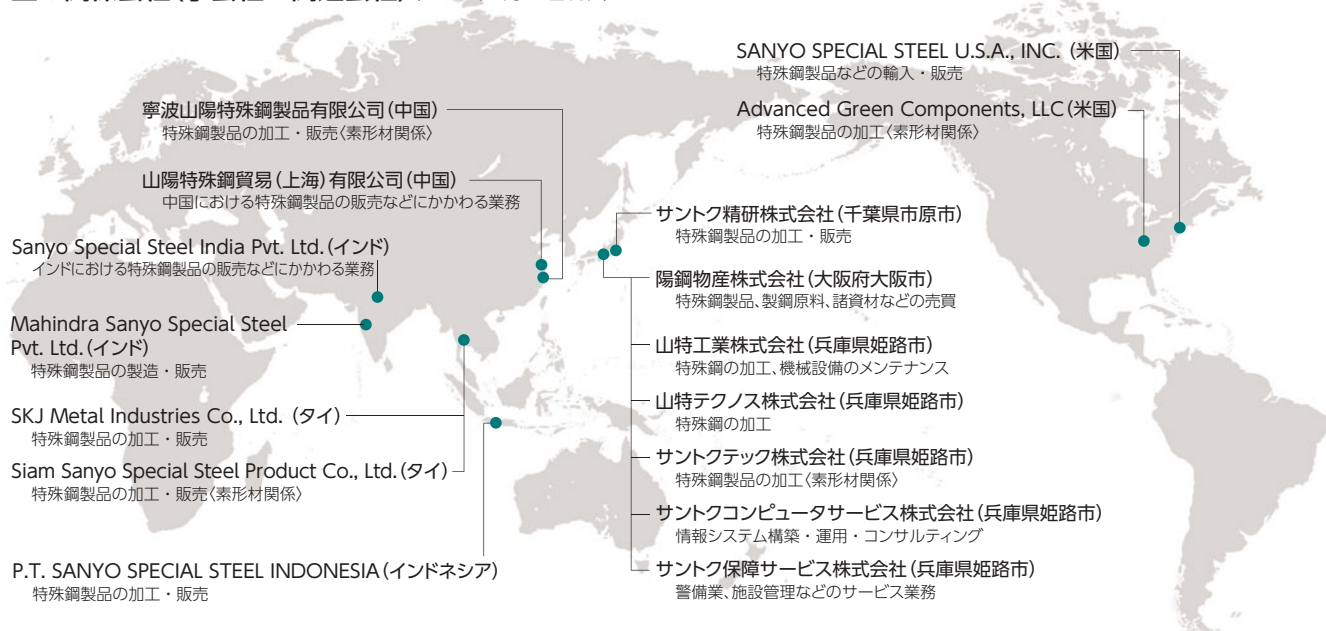 SANYO SPECIAL STEEL U.S.A., INC. (米国)
特殊鋼製品などの輸入・販売
Advanced Green Components, LLC(米国)
特殊鋼製品の加工〈素形材関係〉
寧波山陽特殊鋼製品有限公司(中国)
特殊鋼製品の加工・販売〈素形材関係〉
山陽特殊鋼貿易(上海)有限公司(中国)
中国における特殊鋼製品の販売などにかかわる業務
Sanyo Special Steel India Pvt. Ltd.(インド)
インドにおける特殊鋼製品の販売などにかかわる業務
Mahindra Sanyo Special Steel
Pvt. Ltd.(インド)
特殊鋼製品の製造・販売
SKJ Metal Industries Co., Ltd. (タイ)
特殊鋼製品の加工・販売
Siam Sanyo Special Steel Product Co., Ltd.(タイ)
特殊鋼製品の加工・販売〈素形材関係〉
P.T. SANYO SPECIAL STEEL INDONESIA(インドネシア)
特殊鋼製品の加工・販売
サントク精研株式会社(千葉県市原市)
特殊鋼製品の加工・販売
陽鋼物産株式会社(大阪府大阪市)
特殊鋼製品、製鋼原料、諸資材などの売買
山特工業株式会社(兵庫県姫路市)
特殊鋼の加工、機械設備のメンテナンス
山特テクノス株式会社(兵庫県姫路市)
特殊鋼の加工
サントクテック株式会社(兵庫県姫路市)
特殊鋼製品の加工〈素形材関係〉
サントクコンピュータサービス株式会社(兵庫県姫路市)
情報システム構築・運用・コンサルティング
サントク保障サービス株式会社(兵庫県姫路市)
警備業、施設管理などのサービス業務